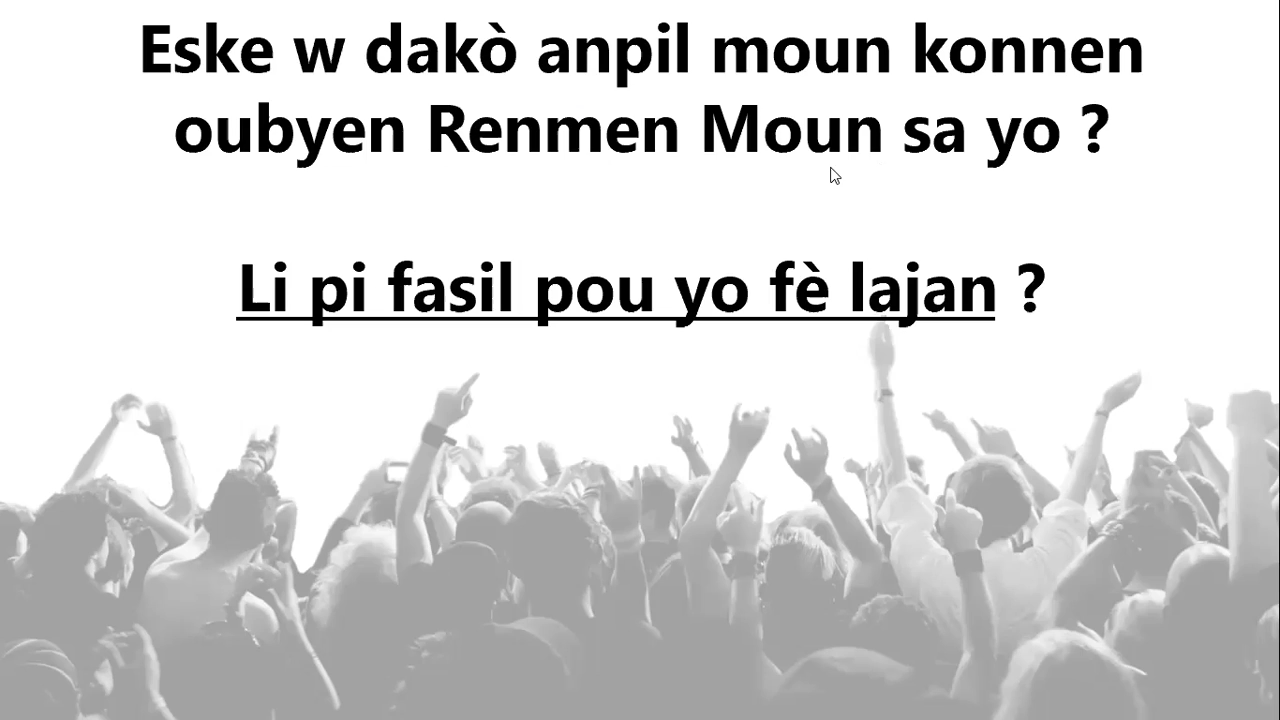 Eske w dakò anpil moun konnen
oubyen Renmen Moun sa yo ?
Li pi fasil pou yo fè lajan ?